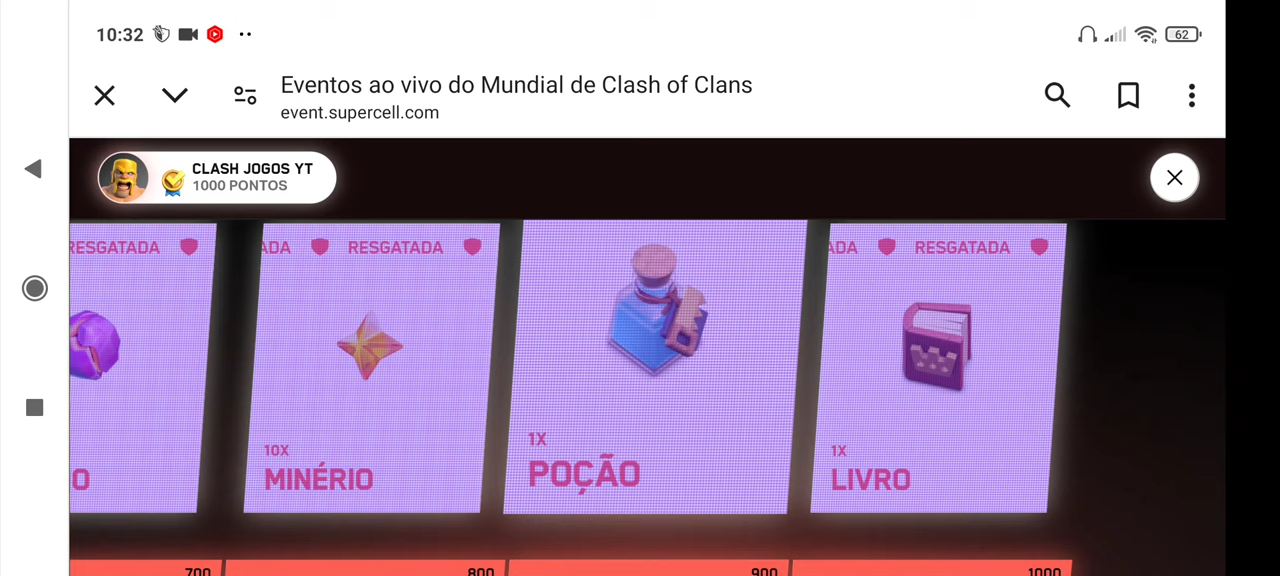 10:32
62
Eventos ao vivo do Mundial de Clash of Clans
event.supercell.com
CLASH JOGOS YT
1000 PONTOS
RESGATADA
ADA RESGATADA
ADA RESGATADA
10X
MINÉRIO
1X
POÇÃO
1X
LIVRO
O
700
800
900
1000